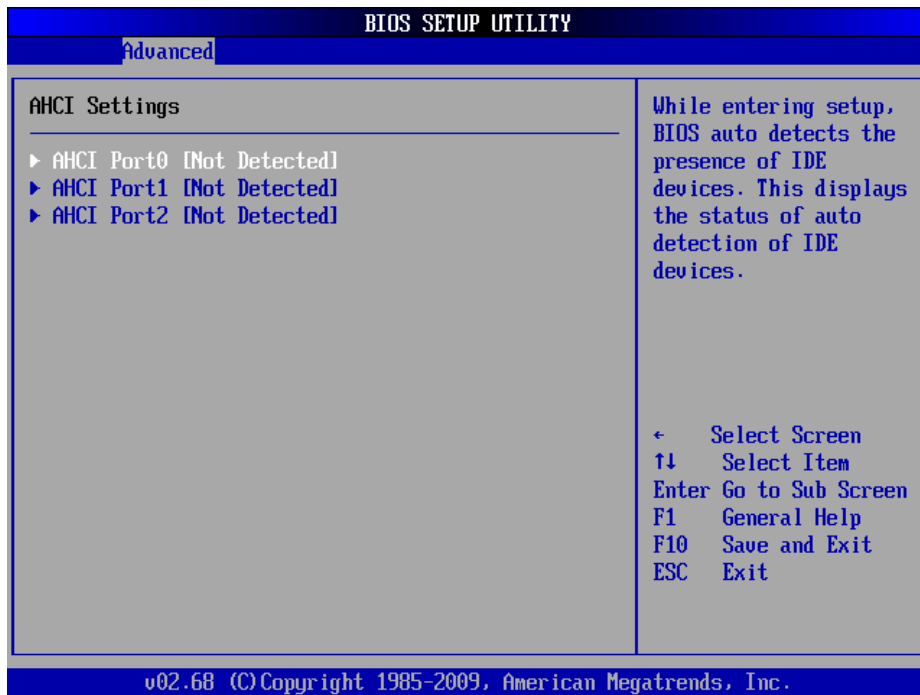 BIOS SETUP UTILITY
Advanced
AHCI Settings
▶ AHCI Port0 [Not Detected]
▶ AHCI Port1 [Not Detected]
▶ AHCI Port2 [Not Detected]
While entering setup,
BIOS auto detects the
presence of IDE
devices. This displays
the status of auto
detection of IDE
devices.
← Select Screen
↑↓ Select Item
Enter Go to Sub Screen
F1 General Help
F10 Save and Exit
ESC Exit
v02.68 (C)Copyright 1985-2009, American Megatrends, Inc.